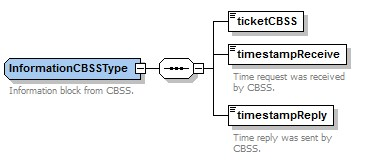 ticketCBSS
InformationCBSSType
Information block from CBSS.
timestampReceive
Time request was received
by CBSS.
timestampReply
Time reply was sent by
CBSS.